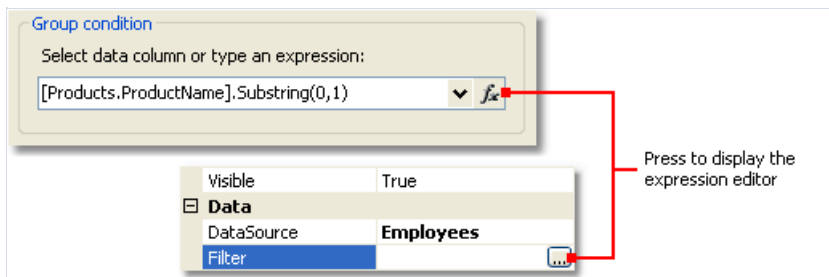 Group condition
Select data column or type an expression:
[Products.ProductName].Substring(0,1) fx
Press to display the
expression editor
Visible True
Data
DataSource Employees
Filter ...